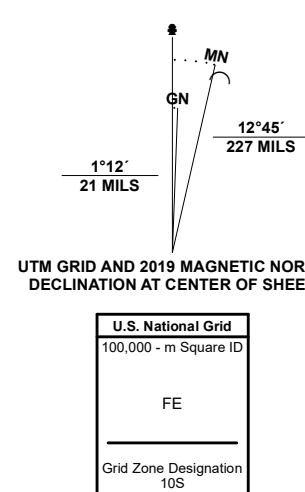 MN
GN
12°45´
227 MILS
1°12´
21 MILS
UTM GRID AND 2019 MAGNETIC NOR
DECLINATION AT CENTER OF SHEE
U.S. National Grid
100,000 - m Square ID
FE
Grid Zone Designation
10S